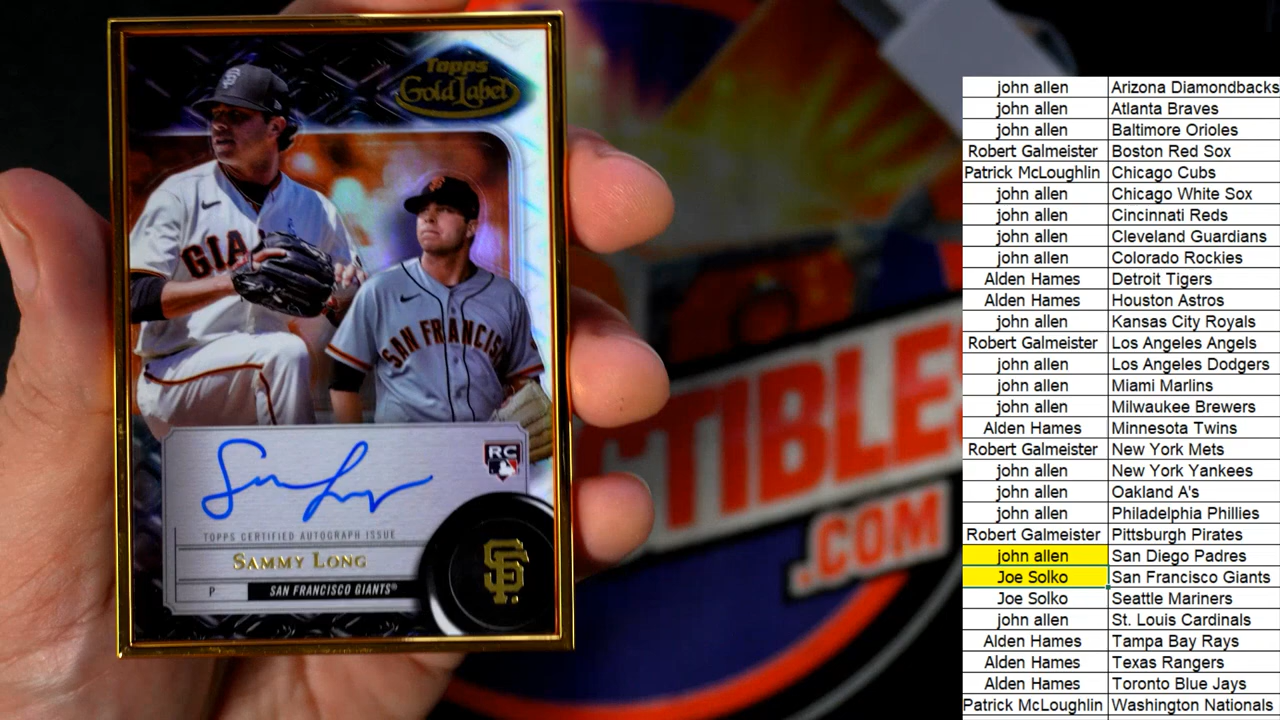 Topps
Gold Label
GIA
SAN FRANCISC
RC
TOPPS CERTIFIED AUTOGRAPH ISSUE
SAMMY LONG
P SAN FRANCISCO GIANTS®
SF
TIBLE
.COM
john allen Arizona Diamondbacks
john allen Atlanta Braves
john allen Baltimore Orioles
Robert Galmeister Boston Red Sox
Patrick McLoughlin Chicago Cubs
john allen Chicago White Sox
john allen Cincinnati Reds
john allen Cleveland Guardians
john allen Colorado Rockies
Alden Hames Detroit Tigers
Alden Hames Houston Astros
john allen Kansas City Royals
Robert Galmeister Los Angeles Angels
john allen Los Angeles Dodgers
john allen Miami Marlins
john allen Milwaukee Brewers
Alden Hames Minnesota Twins
Robert Galmeister New York Mets
john allen New York Yankees
john allen Oakland A's
john allen Philadelphia Phillies
Robert Galmeister Pittsburgh Pirates
john allen San Diego Padres
Joe Solko San Francisco Giants
Joe Solko Seattle Mariners
john allen St. Louis Cardinals
Alden Hames Tampa Bay Rays
Alden Hames Texas Rangers
Alden Hames Toronto Blue Jays
Patrick McLoughlin Washington Nationals